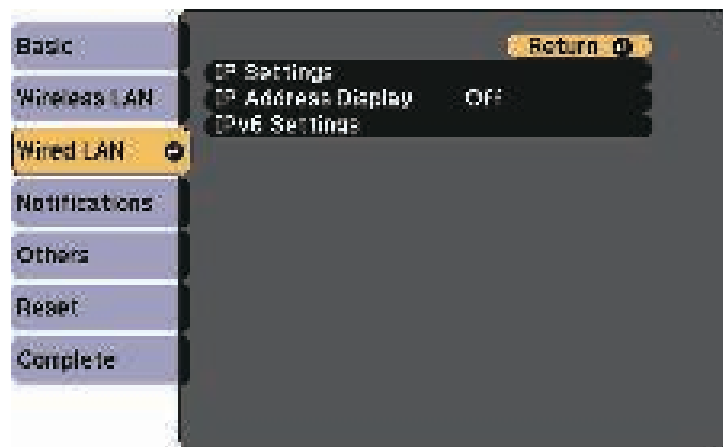 Basic
Wireless LAN
Wired LAN
Notifications
Others
Reset
Complete
Return
IP Settings
IP Address Display Off
IPv6 Settings